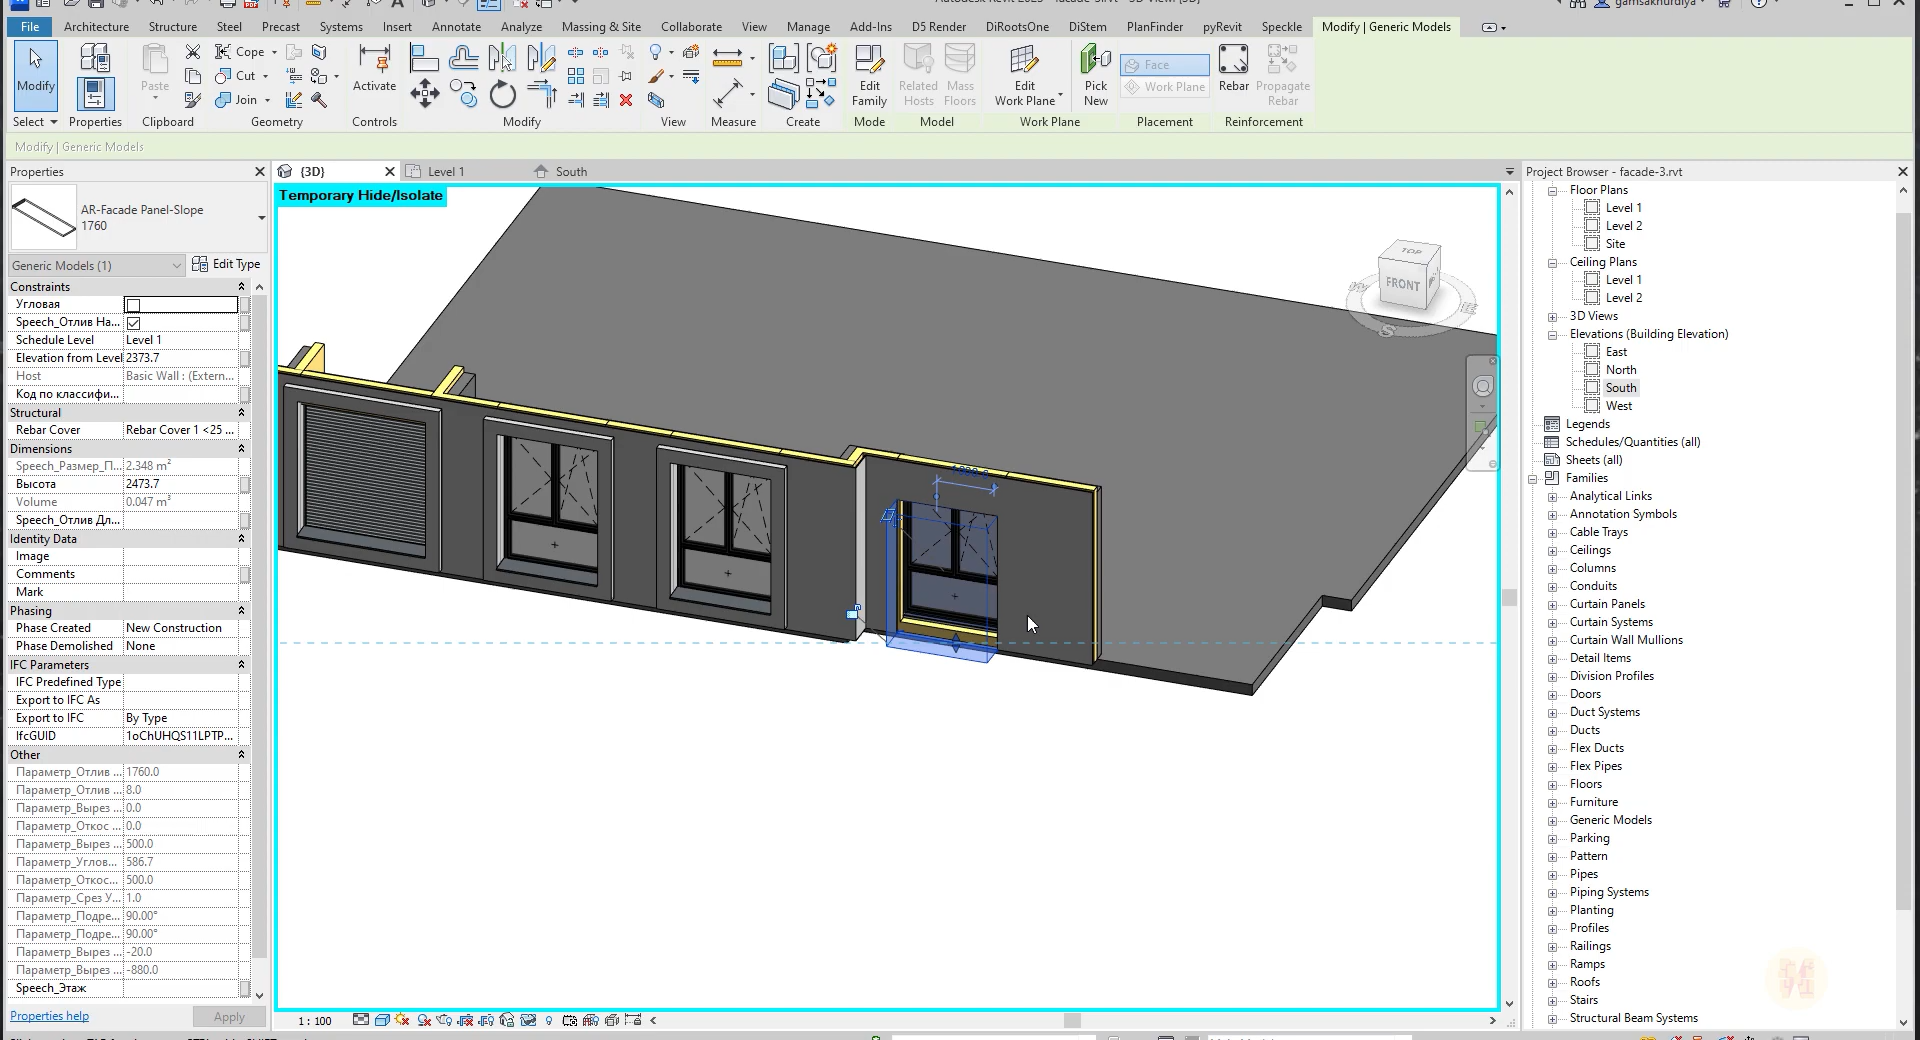 File Architecture Structure Steel Precast Systems Insert Annotate Analyze Massing & Site Collaborate View Manage Add-Ins D5 Render DiRootsOne DiStem PlanFinder pyRevit Speckle Modify | Generic Models
Modify Paste Cope Cut Join Activate Edit Family Related Hosts Mass Floors Edit Work Plane Pick New Face Work Plane Rebar Propagate Rebar
Select Properties Clipboard Geometry Controls Modify View Measure Create Mode Model Work Plane Placement Reinforcement
Modify | Generic Models
Properties
AR-Facade Panel-Slope
1760
Generic Models (1) Edit Type
Constraints
Угловая
Speech_Отлив На...
Schedule Level Level 1
Elevation from Level 2373.7
Host Basic Wall : (Extern...
Код по классифи...
Structural
Rebar Cover Rebar Cover 1 <25 ...
Dimensions
Speech_Размер_П... 2.348 m²
Высота 2473.7
Volume 0.047 m³
Speech_Отлив Дл...
Identity Data
Image
Comments
Mark
Phasing
Phase Created New Construction
Phase Demolished None
IFC Parameters
IFC Predefined Type
Export to IFC As
Export to IFC By Type
IfcGUID 1oChUHQS11LPTP...
Other
Параметр_Отлив ... 1760.0
Параметр_Отлив ... 8.0
Параметр_Вырез ... 0.0
Параметр_Откос ... 0.0
Параметр_Вырез ... 500.0
Параметр_Углов... 586.7
Параметр_Откос... 500.0
Параметр_Срез У... 1.0
Параметр_Подре... 90.00°
Параметр_Подре... 90.00°
Параметр_Вырез ... -20.0
Параметр_Вырез ... -880.0
Speech_Этаж
Properties help Apply
{3D} Level 1 South
Temporary Hide/Isolate
TOP
FRONT
S
1 : 100
Project Browser - facade-3.rvt
Floor Plans
Level 1
Level 2
Site
Ceiling Plans
Level 1
Level 2
3D Views
Elevations (Building Elevation)
East
North
South
West
Legends
Schedules/Quantities (all)
Sheets (all)
Families
Analytical Links
Annotation Symbols
Cable Trays
Ceilings
Columns
Conduits
Curtain Panels
Curtain Systems
Curtain Wall Mullions
Detail Items
Division Profiles
Doors
Duct Systems
Ducts
Flex Ducts
Flex Pipes
Floors
Furniture
Generic Models
Parking
Pattern
Pipes
Piping Systems
Planting
Profiles
Railings
Ramps
Roofs
Stairs
Structural Beam Systems